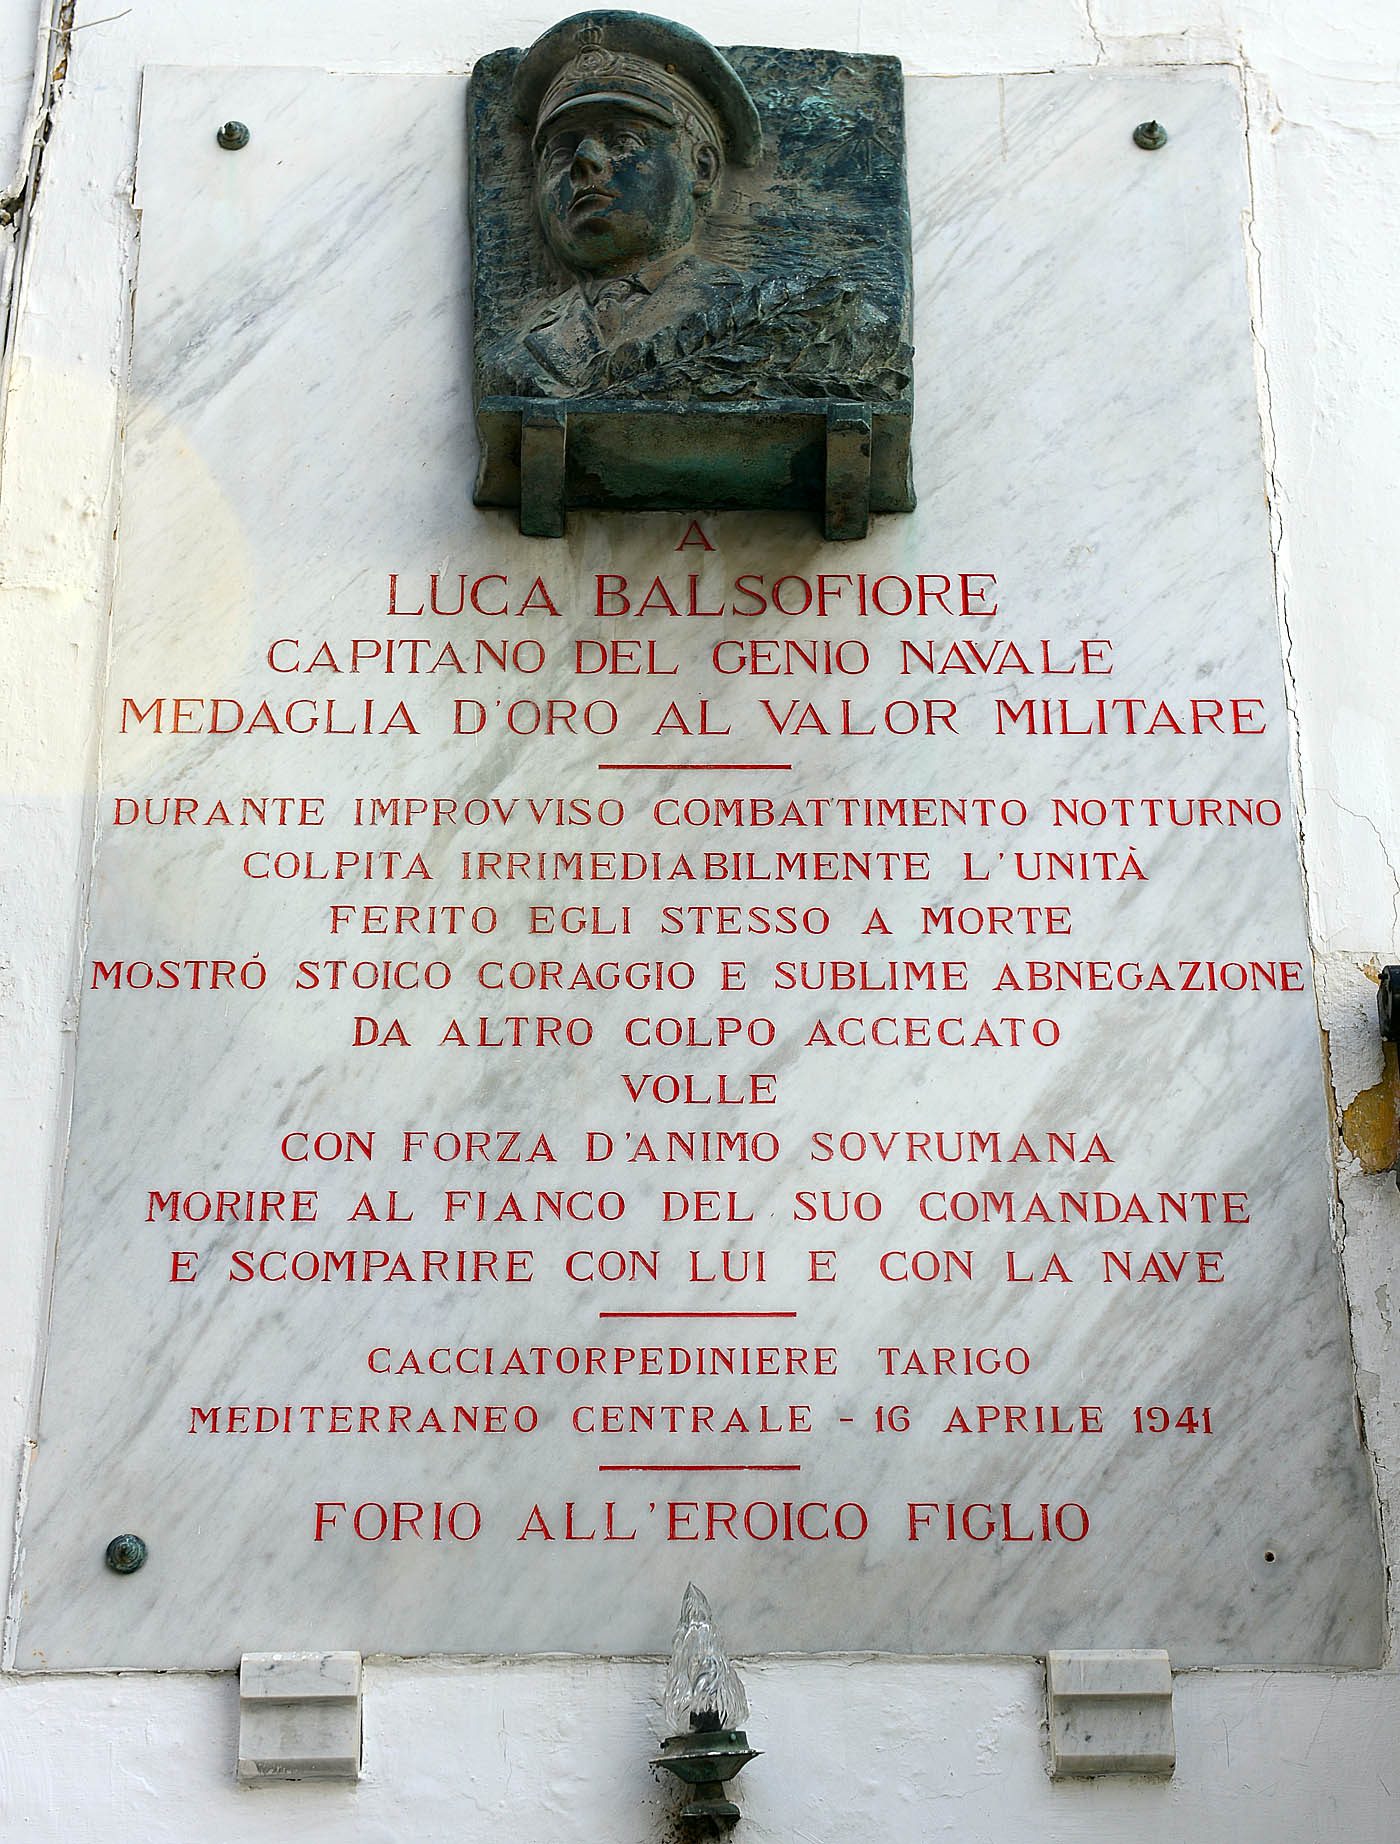 A
LUCA BALSOFIORE
CAPITANO DEL GENIO NAVALE
MEDAGLIA D'ORO AL VALOR MILITARE
DURANTE IMPROVVISO COMBATTIMENTO NOTTURNO
COLPITA IRRIMEDIABILMENTE L'UNITÀ
FERITO EGLI STESSO A MORTE
MOSTRÓ STOICO CORAGGIO E SUBLIME ABNEGAZIONE
DA ALTRO COLPO ACCECATO
VOLLE
CON FORZA D'ANIMO SOVRUMANA
MORIRE AL FIANCO DEL SUO COMANDANTE
E SCOMPARIRE CON LUI E CON LA NAVE
CACCIATORPEDINIERE TARIGO
MEDITERRANEO CENTRALE - 16 APRILE 1941
FORIO ALL'EROICO FIGLIO